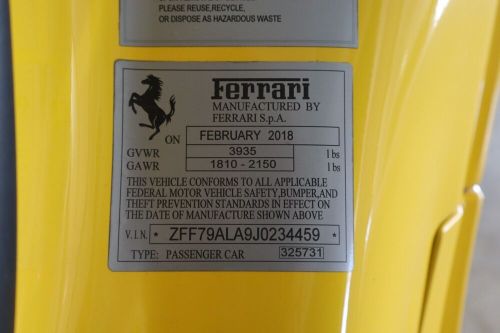 PLEASE REUSE,RECYCLE,
OR DISPOSE AS HAZARDOUS WASTE
Ferrari
MANUFACTURED BY
FERRARI S.p.A.
ON FEBRUARY 2018
GVWR 3935 lbs
GAWR 1810 - 2150 lbs
THIS VEHICLE CONFORMS TO ALL APPLICABLE
FEDERAL MOTOR VEHICLE SAFETY,BUMPER,AND
THEFT PREVENTION STANDARDS IN EFFECT ON
THE DATE OF MANUFACTURE SHOWN ABOVE
V.I.N. * ZFF79ALA9J0234459 *
TYPE: PASSENGER CAR 325731